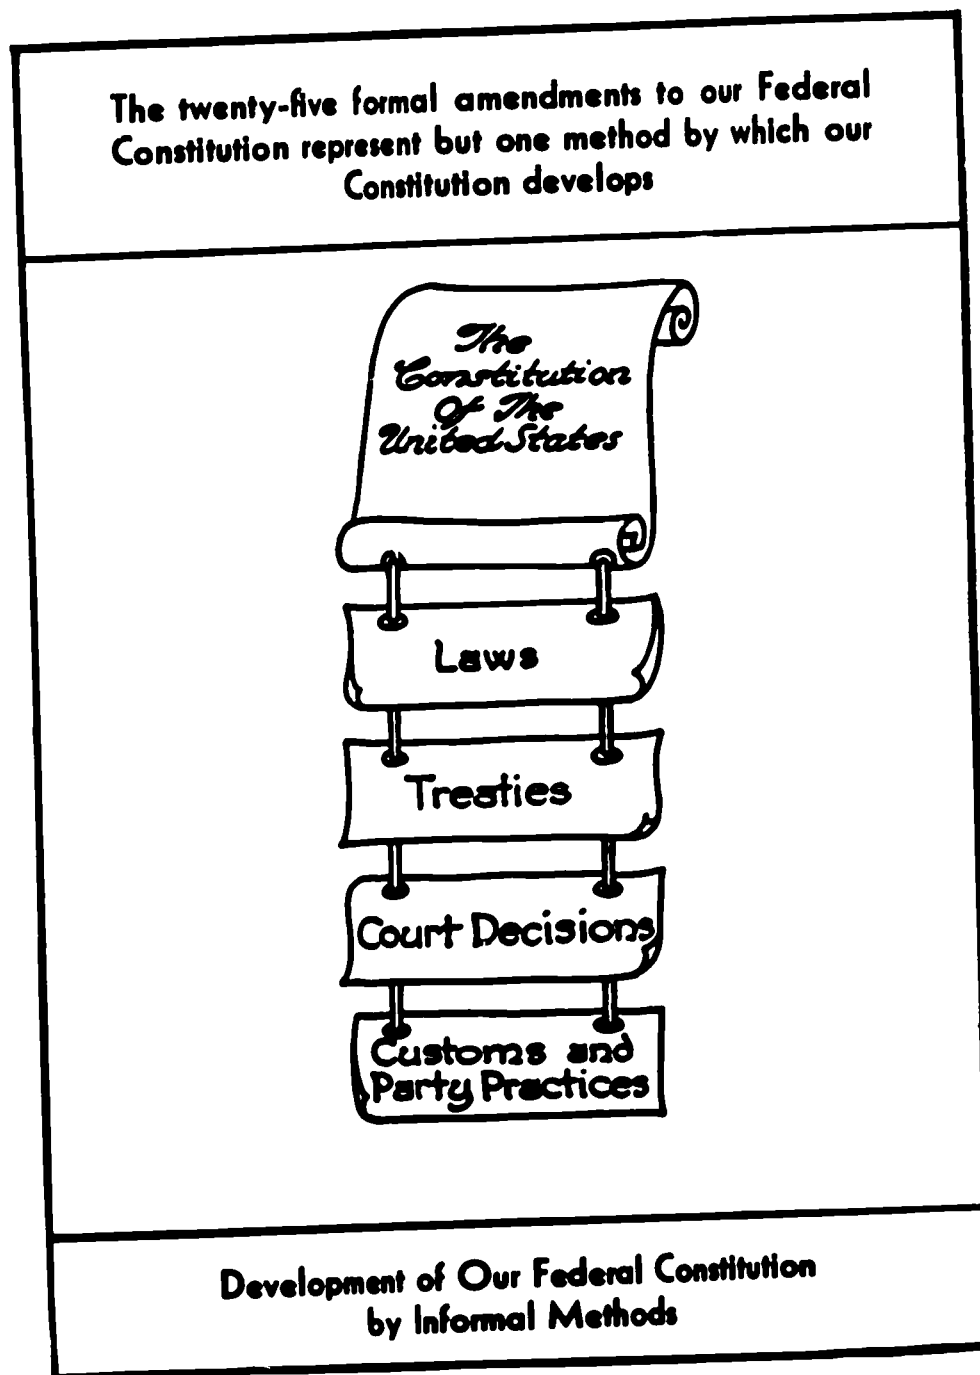 The twenty-five formal amendments to our Federal
Constitution represent but one method by which our
Constitution develops
The
Constitution
Of The
United States
Laws
Treaties
Court Decisions
Customs and
Party Practices
Development of Our Federal Constitution
by Informal Methods